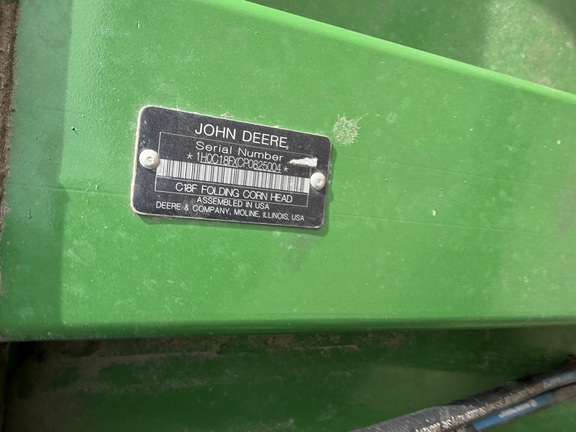 JOHN DEERE
Serial Number
*1H0C18FXCP0825004*
C18F FOLDING CORN HEAD
ASSEMBLED IN USA
DEERE & COMPANY, MOLINE, ILLINOIS, USA